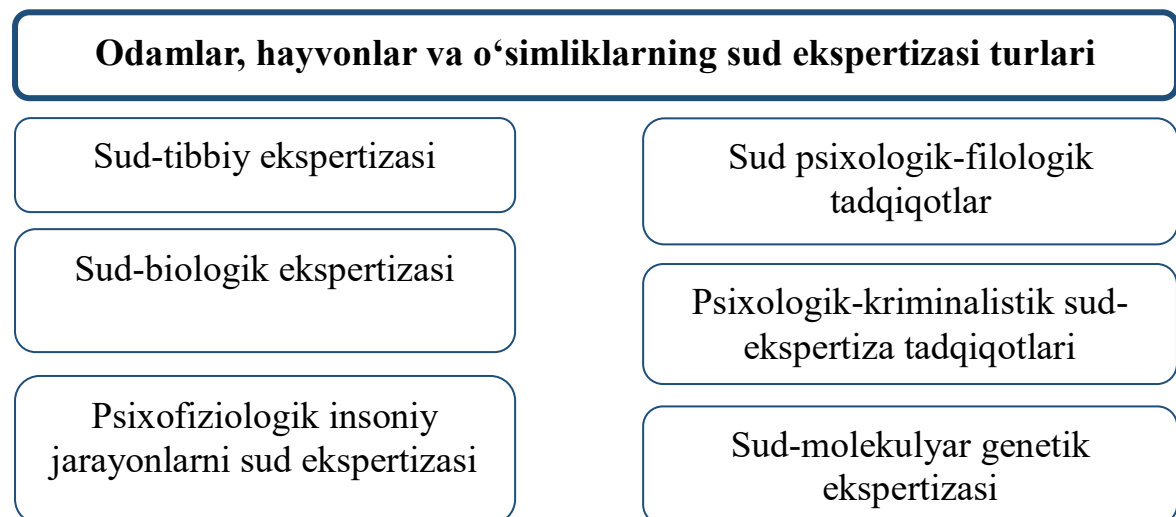 Odamlar, hayvonlar va o‘simliklarning sud ekspertizasi turlari
Sud-tibbiy ekspertizasi
Sud-biologik ekspertizasi
Psixofiziologik insoniy
jarayonlarni sud ekspertizasi
Sud psixologik-filologik
tadqiqotlar
Psixologik-kriminalistik sud-
ekspertiza tadqiqotlari
Sud-molekulyar genetik
ekspertizasi